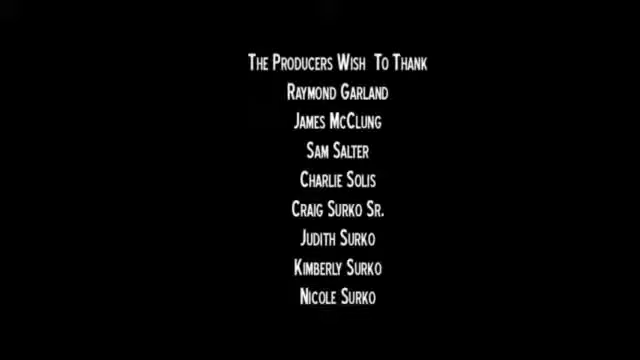 The Producers Wish To Thank
Raymond Garland
James McClung
Sam Salter
Charlie Solis
Craig Surko Sr.
Judith Surko
Kimberly Surko
Nicole Surko